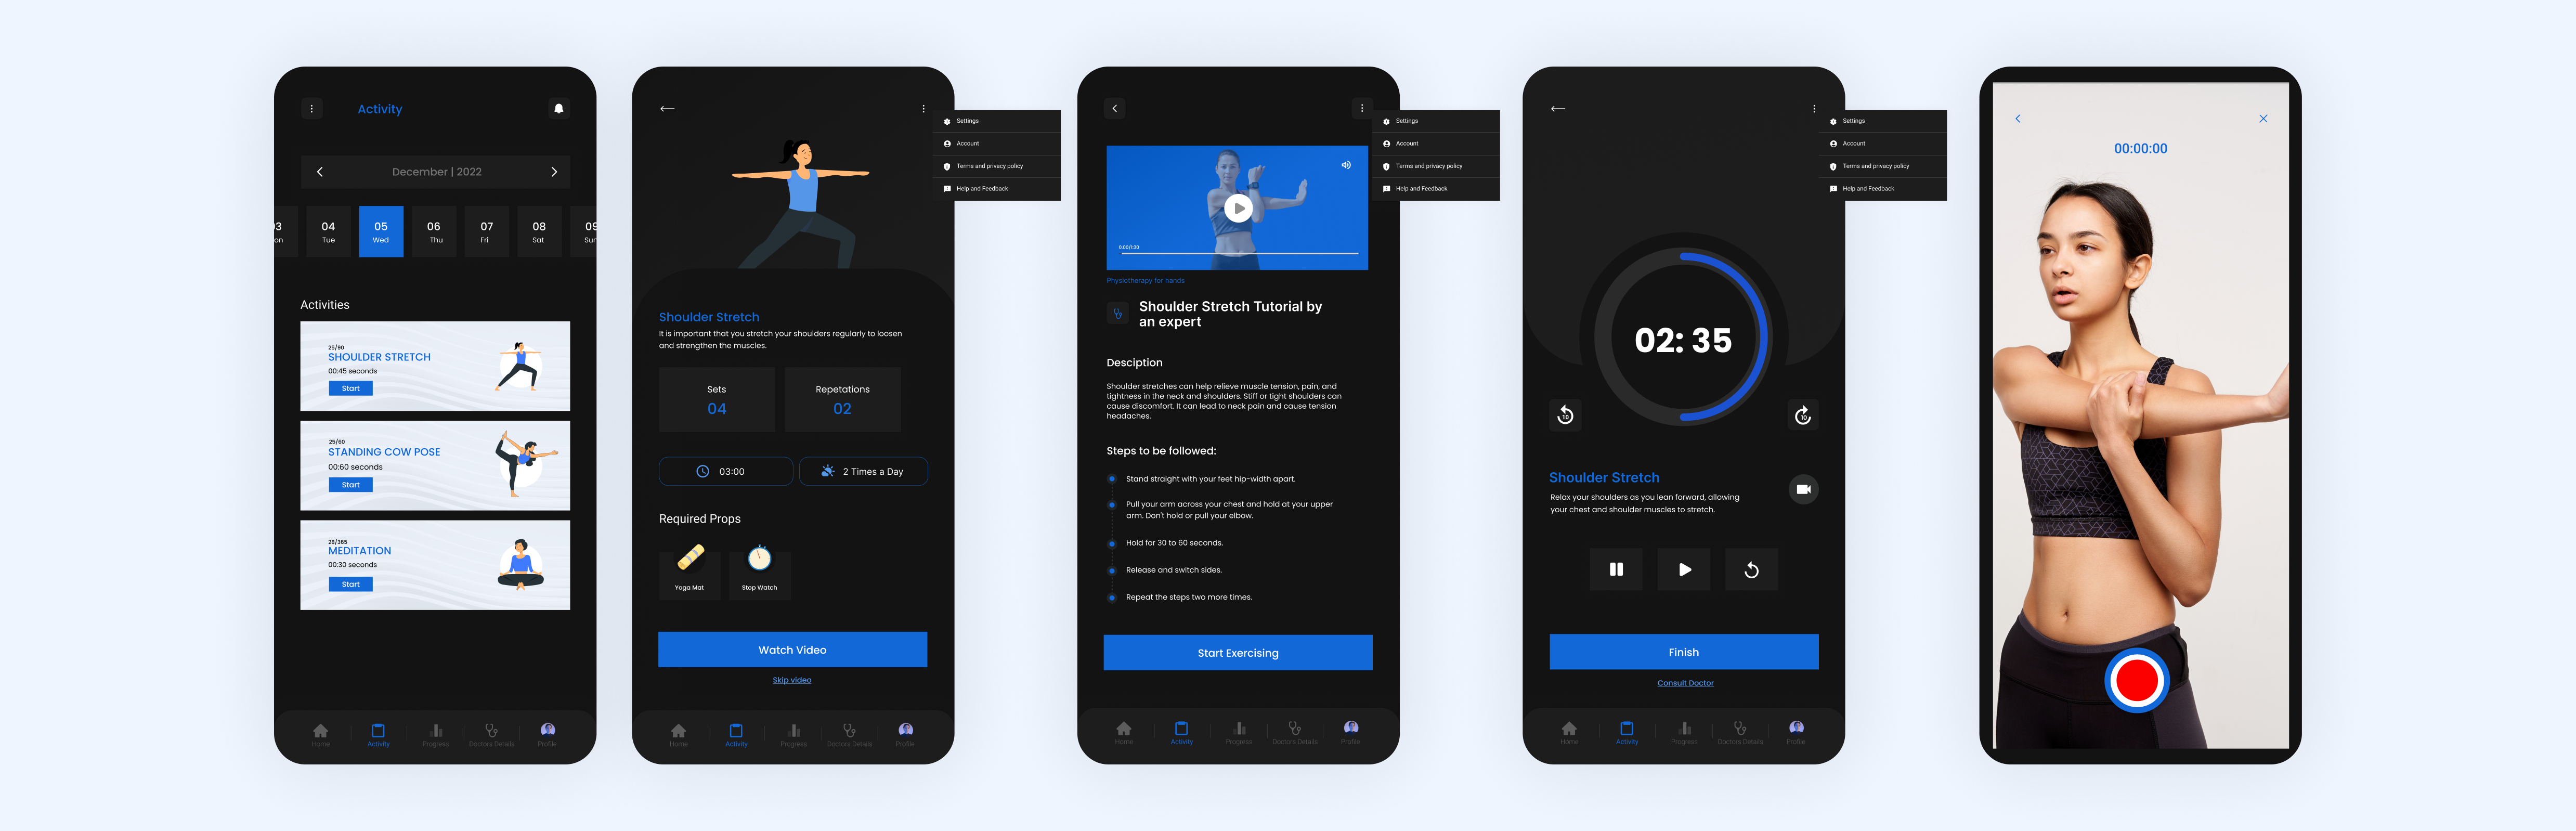 Activity
December | 2022
03
Mon
04
Tue
05
Wed
06
Thu
07
Fri
08
Sat
09
Sun
Activities
25/90
SHOULDER STRETCH
00:45 seconds
Start
25/60
STANDING COW POSE
00:60 seconds
Start
28/365
MEDITATION
00:30 seconds
Start
Home
Activity
Progress
Doctors Details
Profile
Settings
Account
Terms and privacy policy
Help and Feedback
Shoulder Stretch
It is important that you stretch your shoulders regularly to loosen
and strengthen the muscles.
Sets
04
Repetations
02
03:00
2 Times a Day
Required Props
Yoga Mat
Stop Watch
Watch Video
Skip video
Home
Activity
Progress
Doctors Details
Profile
Settings
Account
Terms and privacy policy
Help and Feedback
0:00/1:30
Physiotherapy for hands
Shoulder Stretch Tutorial by
an expert
Desciption
Shoulder stretches can help relieve muscle tension, pain, and
tightness in the neck and shoulders. Stiff or tight shoulders can
cause discomfort. It can lead to neck pain and cause tension
headaches.
Steps to be followed:
Stand straight with your feet hip-width apart.
Pull your arm across your chest and hold at your upper
arm. Don't hold or pull your elbow.
Hold for 30 to 60 seconds.
Release and switch sides.
Repeat the steps two more times.
Start Exercising
Home
Activity
Progress
Doctors Details
Profile
Settings
Account
Terms and privacy policy
Help and Feedback
02: 35
10
10
Shoulder Stretch
Relax your shoulders as you lean forward, allowing
your chest and shoulder muscles to stretch.
Finish
Consult Doctor
Home
Activity
Progress
Doctors Details
Profile
00:00:00